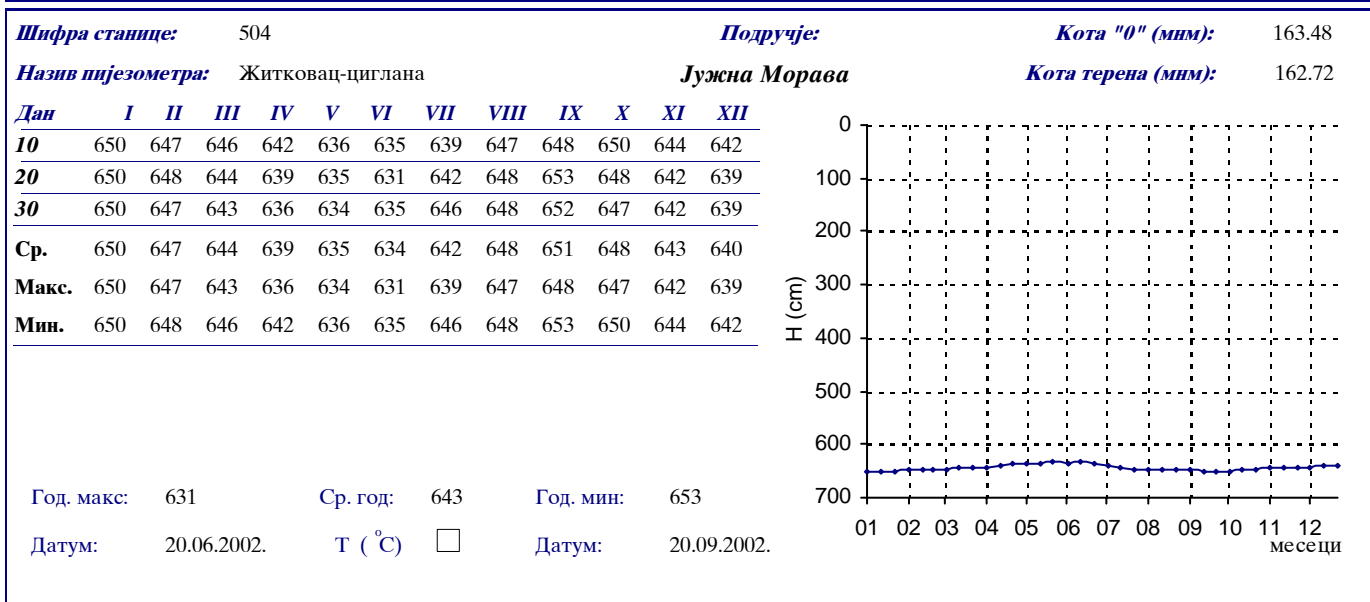 Шифра станице: 504 Подручје: Кота "0" (мнм): 163.48
Назив пијезометра: Житковац-циглана Јужна Морава Кота терена (мнм): 162.72
Дан I II III IV V VI VII VIII IX X XI XII
10 650 647 646 642 636 635 639 647 648 650 644 642
20 650 648 644 639 635 631 642 648 653 648 642 639
30 650 647 643 636 634 635 646 648 652 647 642 639
Ср. 650 647 644 639 635 634 642 648 651 648 643 640
Макс. 650 647 643 636 634 631 639 647 648 647 642 639
Мин. 650 648 646 642 636 635 646 648 653 650 644 642
Год. макс: 631 Ср. год: 643 Год. мин: 653
Датум: 20.06.2002. Т ( °C) Датум: 20.09.2002.
H (cm)
0
100
200
300
400
500
600
700
01 02 03 04 05 06 07 08 09 10 11 12
месеци